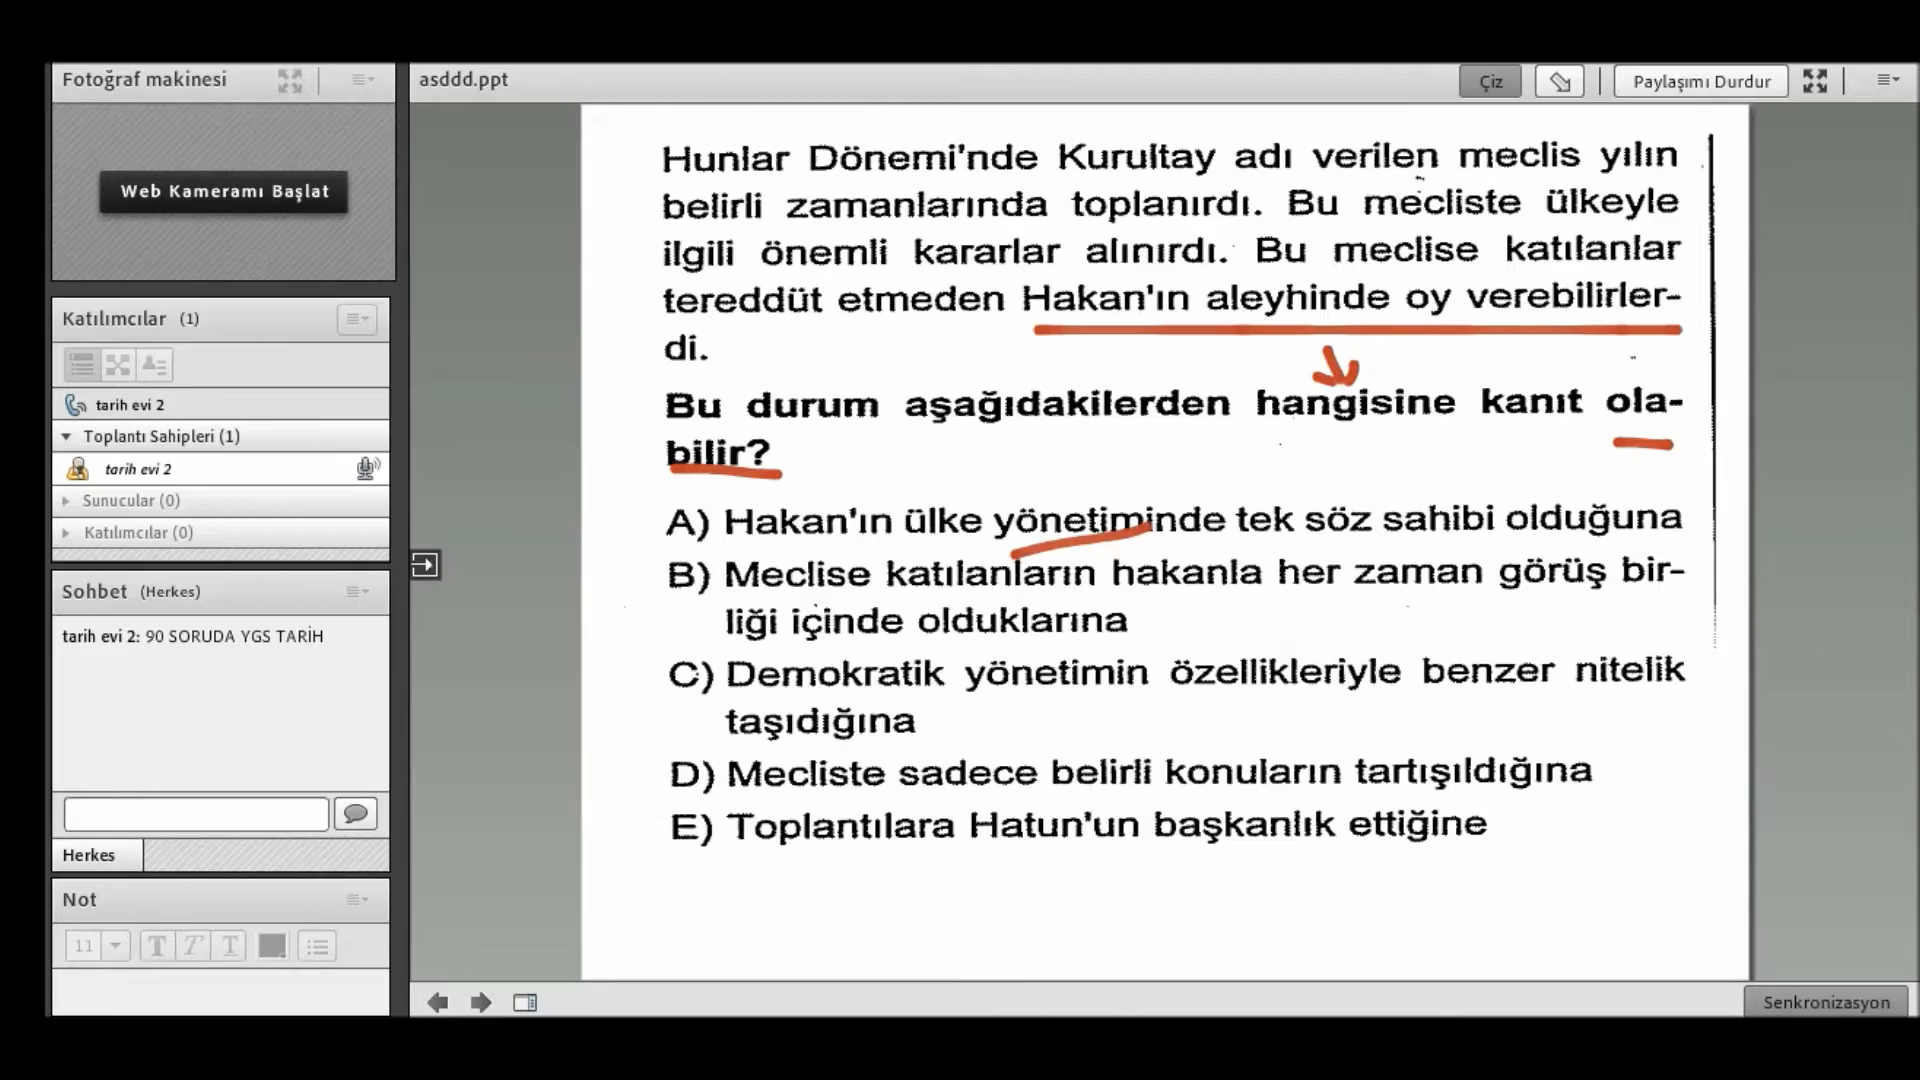 Fotoğraf makinesi
Web Kameramı Başlat
Katılımcılar (1)
tarih evi 2
Toplantı Sahipleri (1)
tarih evi 2
Sunucular (0)
Katılımcılar (0)
Sohbet (Herkes)
tarih evi 2: 90 SORUDA YGS TARİH
Herkes
Not
11
asddd.ppt
Çiz
Paylaşımı Durdur
Hunlar Dönemi'nde Kurultay adı verilen meclis yılın
belirli zamanlarında toplanırdı. Bu mecliste ülkeyle
ilgili önemli kararlar alınırdı. Bu meclise katılanlar
tereddüt etmeden Hakan'ın aleyhinde oy verebilirler-
di.
Bu durum aşağıdakilerden hangisine kanıt ola-
bilir?
A) Hakan'ın ülke yönetiminde tek söz sahibi olduğuna
B) Meclise katılanların hakanla her zaman görüş bir-
liği içinde olduklarına
C) Demokratik yönetimin özellikleriyle benzer nitelik
taşıdığına
D) Mecliste sadece belirli konuların tartışıldığına
E) Toplantılara Hatun'un başkanlık ettiğine
Senkronizasyon